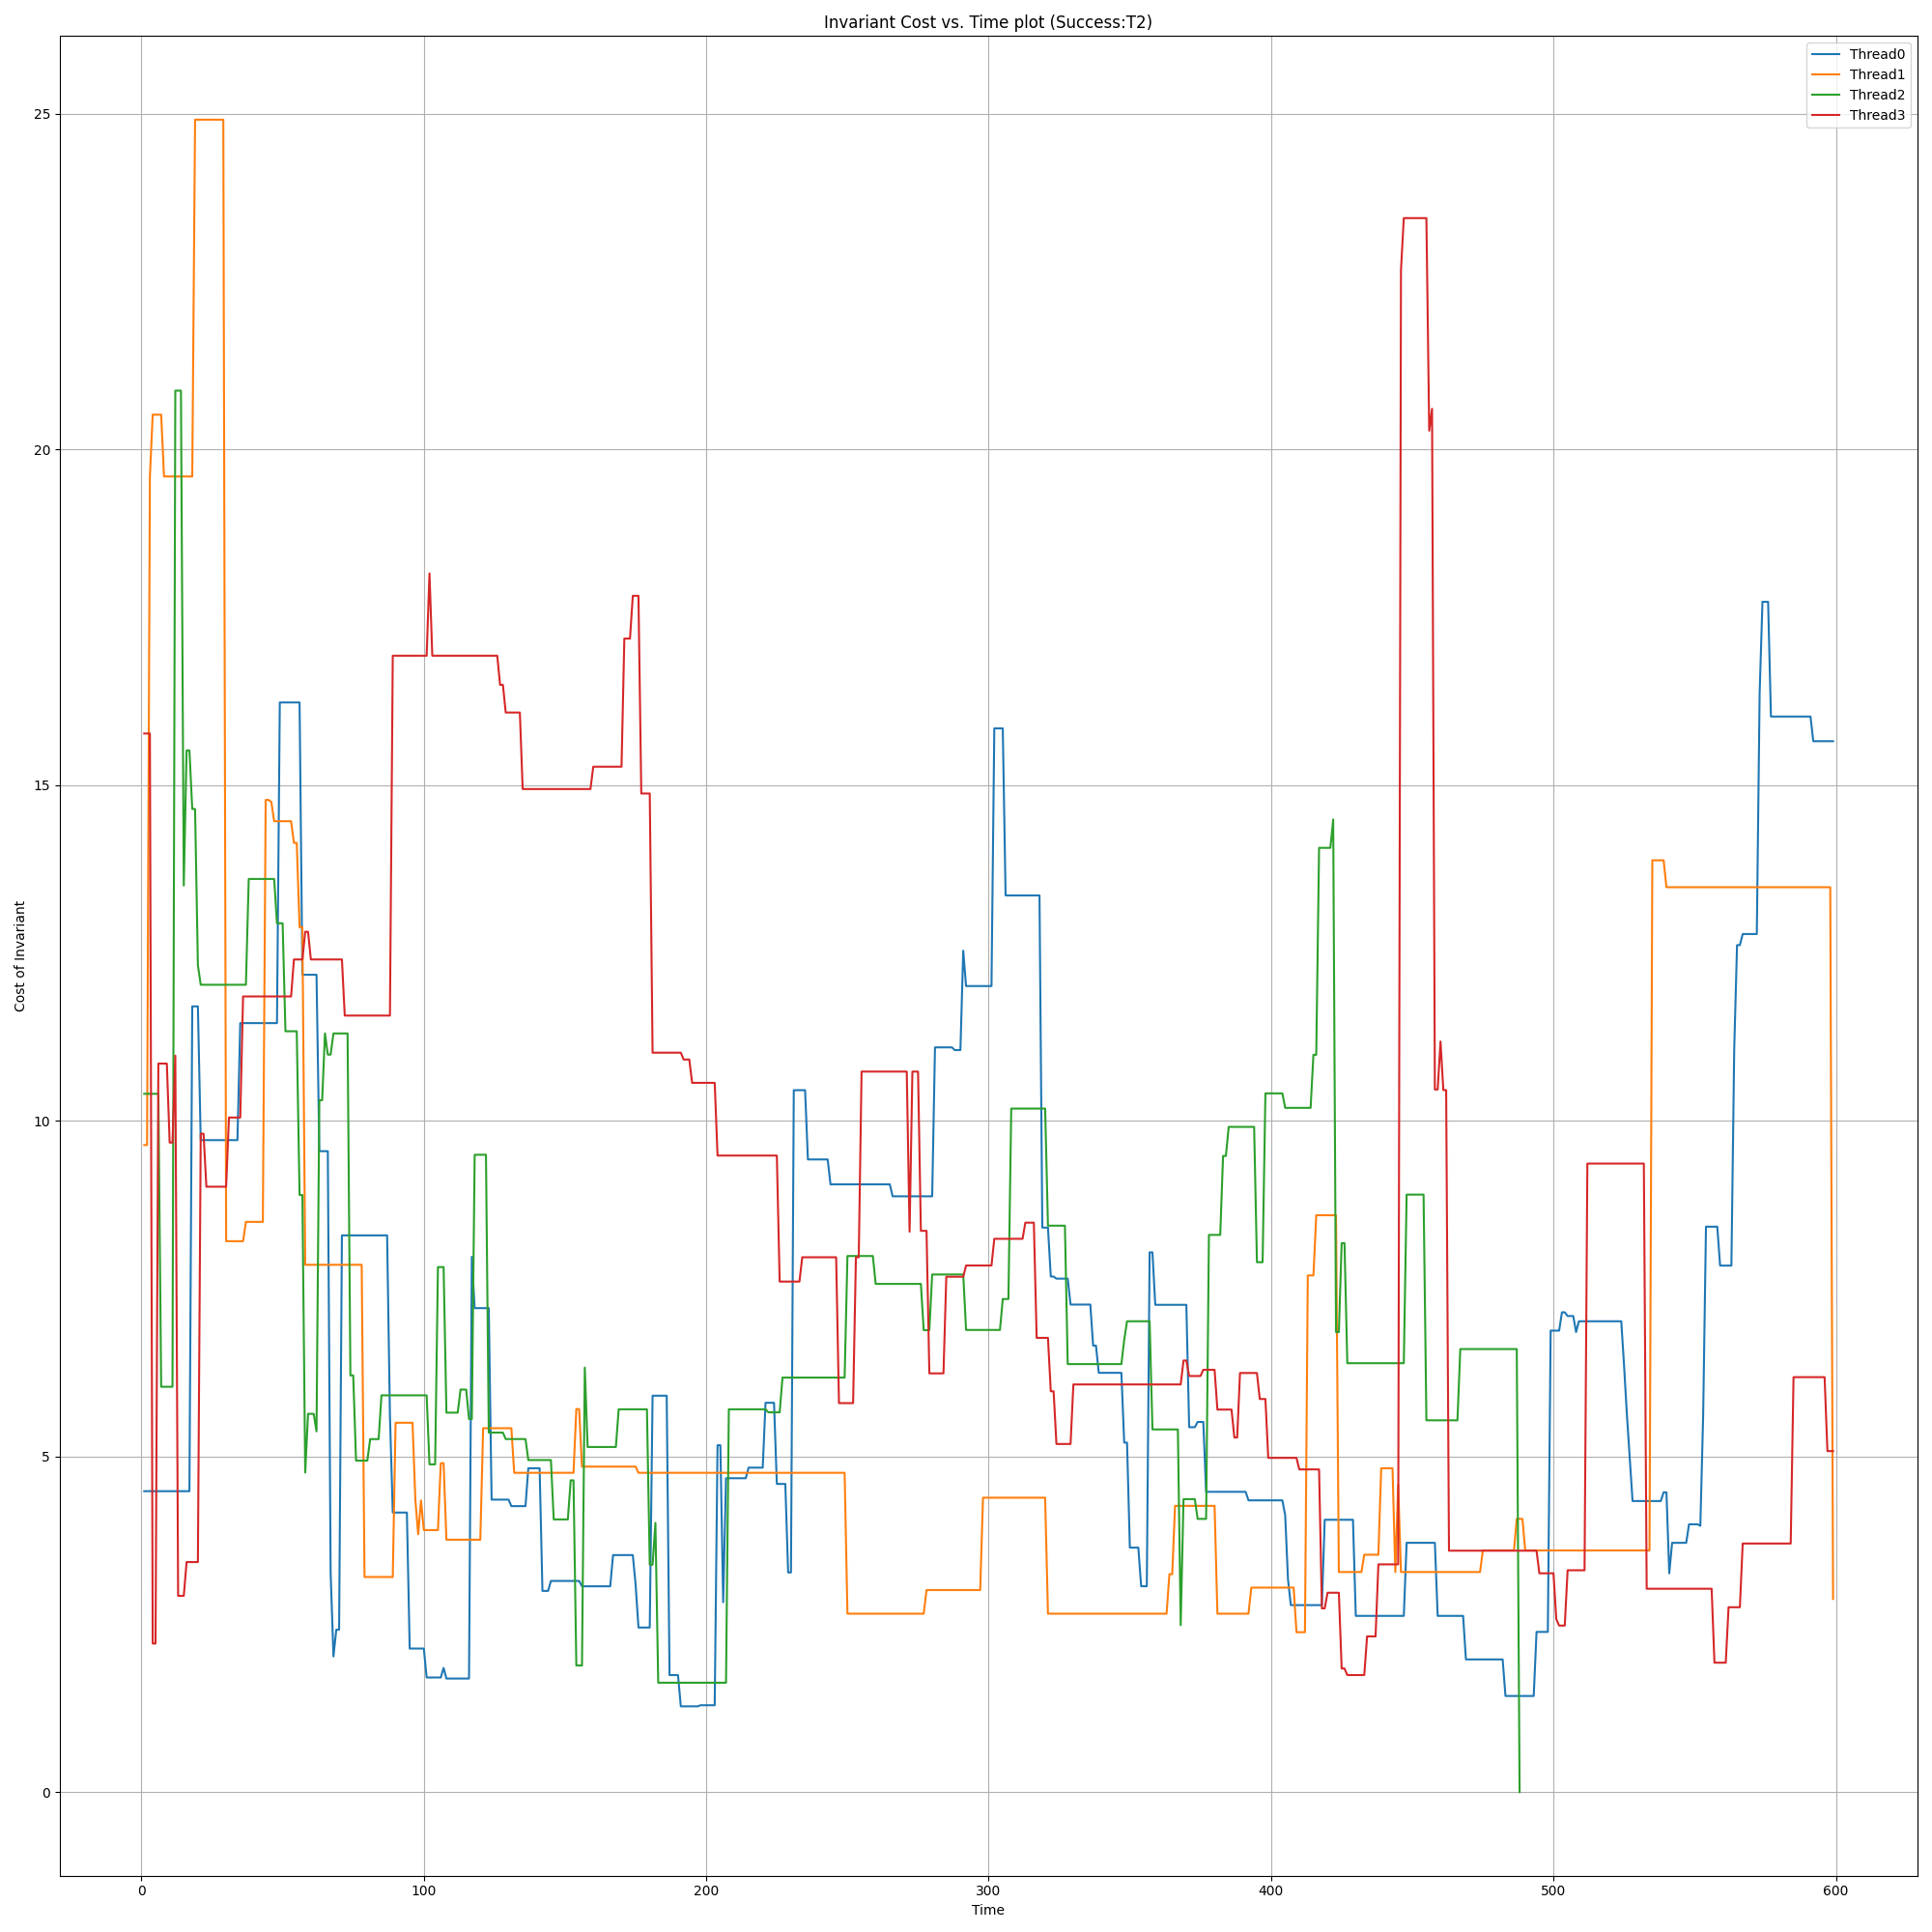 Invariant Cost vs. Time plot (Success:T2)
Thread0
Thread1
Thread2
Thread3
Cost of Invariant
25
20
15
10
5
0
0 100 200 300 400 500 600
Time